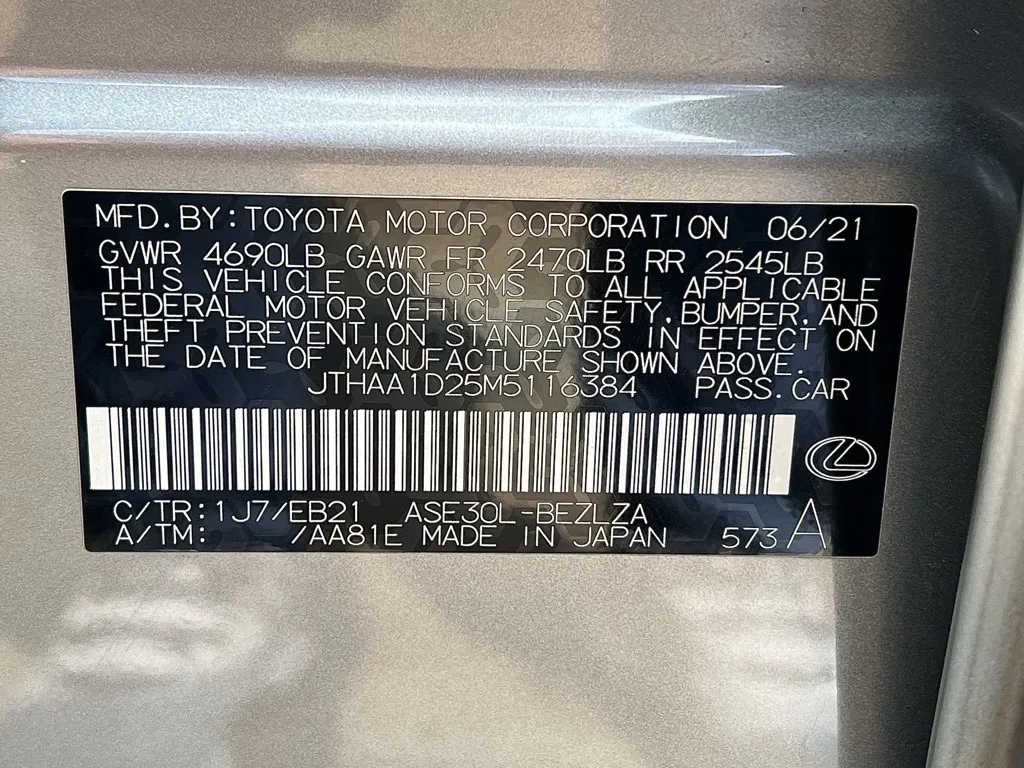 MFD.BY:TOYOTA MOTOR CORPORATION 06/21
GVWR 4690LB GAWR FR 2470LB RR 2545LB
THIS VEHICLE CONFORMS TO ALL APPLICABLE
FEDERAL MOTOR VEHICLE SAFETY,BUMPER,AND
THEFT PREVENTION STANDARDS IN EFFECT ON
THE DATE OF MANUFACTURE SHOWN ABOVE.
JTHAA1D25M5116384 PASS.CAR
C/TR:1J7/EB21 ASE30L-BEZLZA
A/TM: /AA81E MADE IN JAPAN 573 A